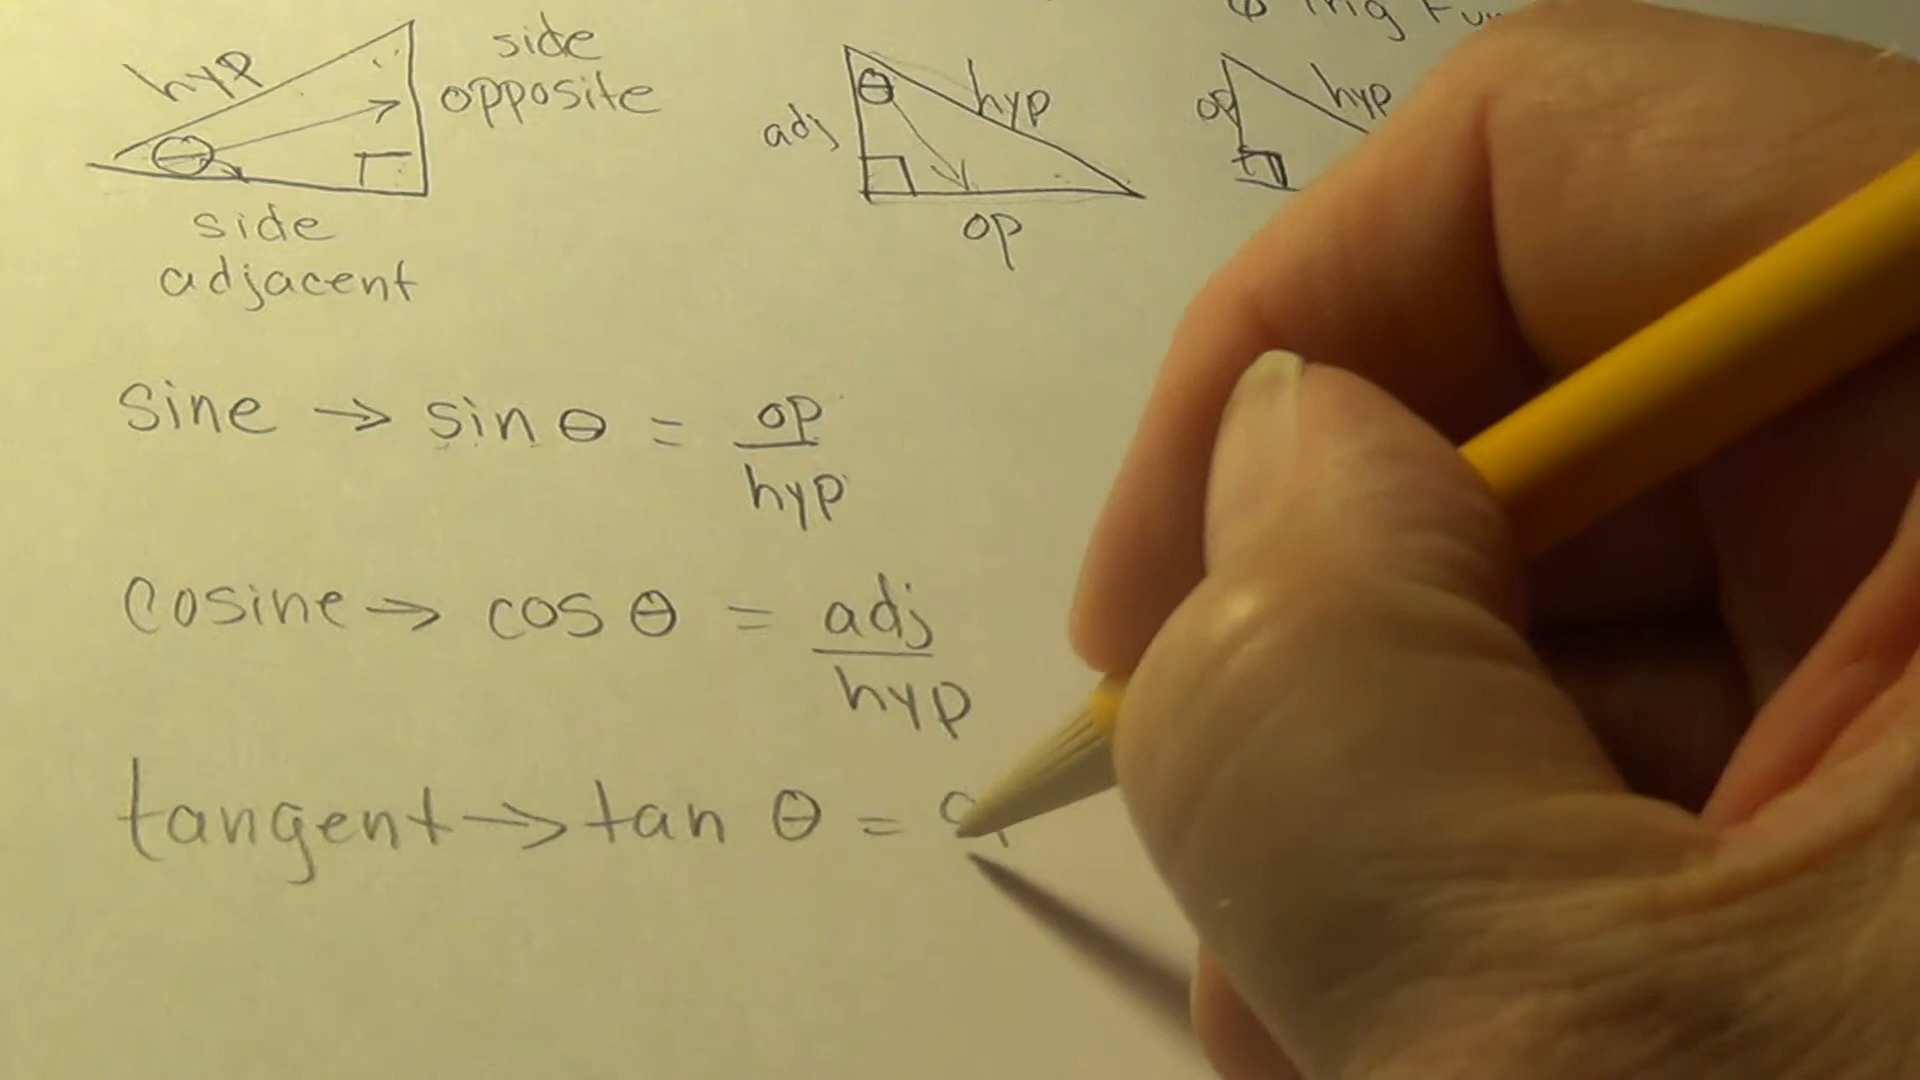 trig
hyp
side
opposite
side
adjacent
adj
θ
hyp
op
op
hyp
θ
sine → sin θ = op
hyp
cosine → cos θ = adj
hyp
tangent → tan θ =